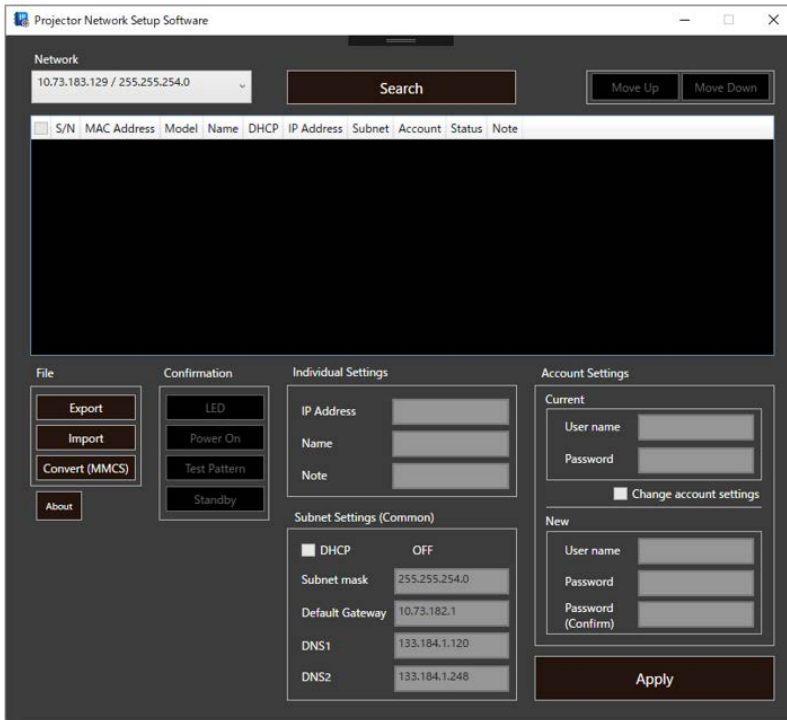 Projector Network Setup Software
Network
10.73.183.129 / 255.255.254.0
Search
Move Up Move Down
S/N MAC Address Model Name DHCP IP Address Subnet Account Status Note
File
Export
Import
Convert (MMCS)
About
Confirmation
LED
Power On
Test Pattern
Standby
Individual Settings
IP Address
Name
Note
Subnet Settings (Common)
DHCP OFF
Subnet mask 255.255.254.0
Default Gateway 10.73.182.1
DNS1 133.184.1.120
DNS2 133.184.1.248
Account Settings
Current
User name
Password
Change account settings
New
User name
Password
Password
(Confirm)
Apply